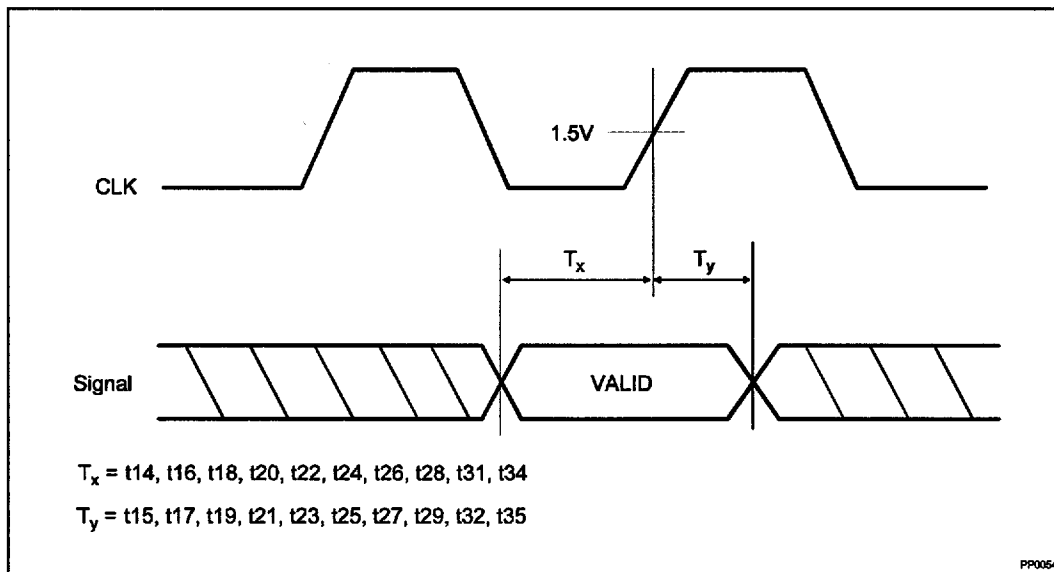 1.5V
CLK
Tx
Ty
Signal
VALID
Tx = t14, t16, t18, t20, t22, t24, t26, t28, t31, t34
Ty = t15, t17, t19, t21, t23, t25, t27, t29, t32, t35
PP0054